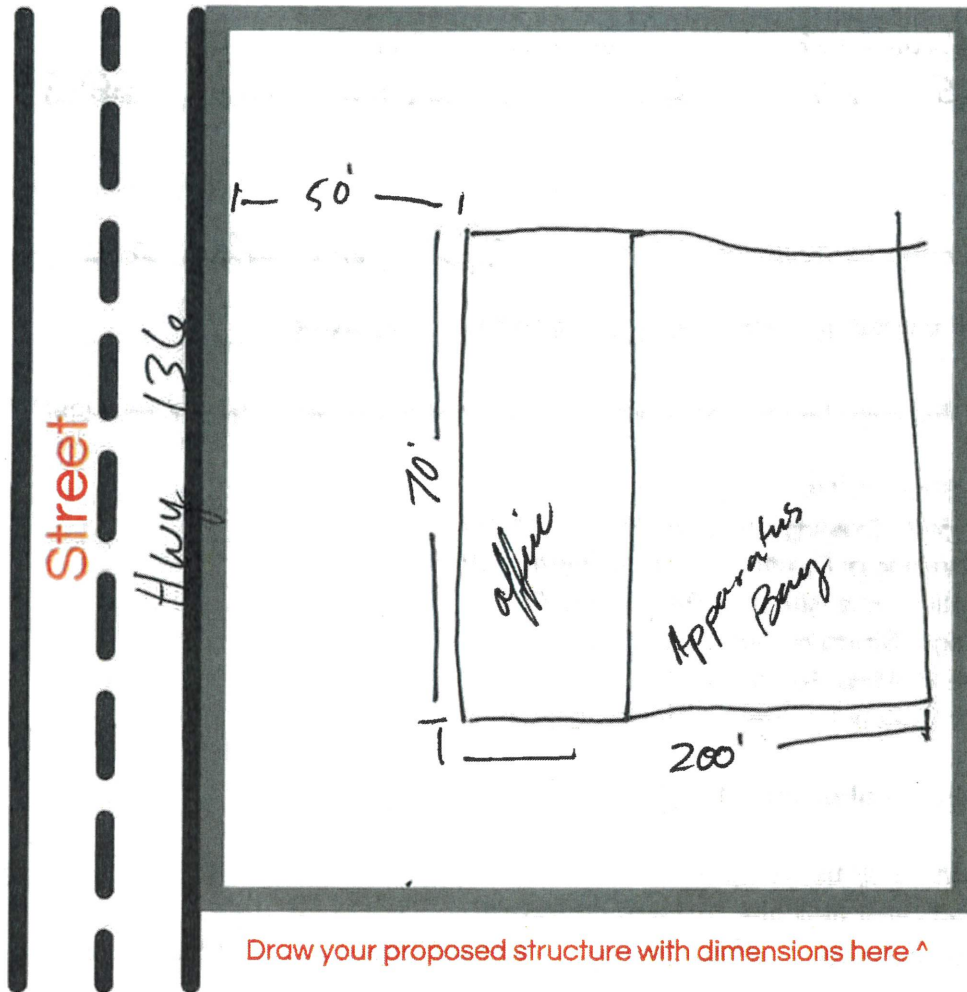 50'
Street
Hwy 136
70'
office
Apparatus
Bay
200'
Draw your proposed structure with dimensions here ^